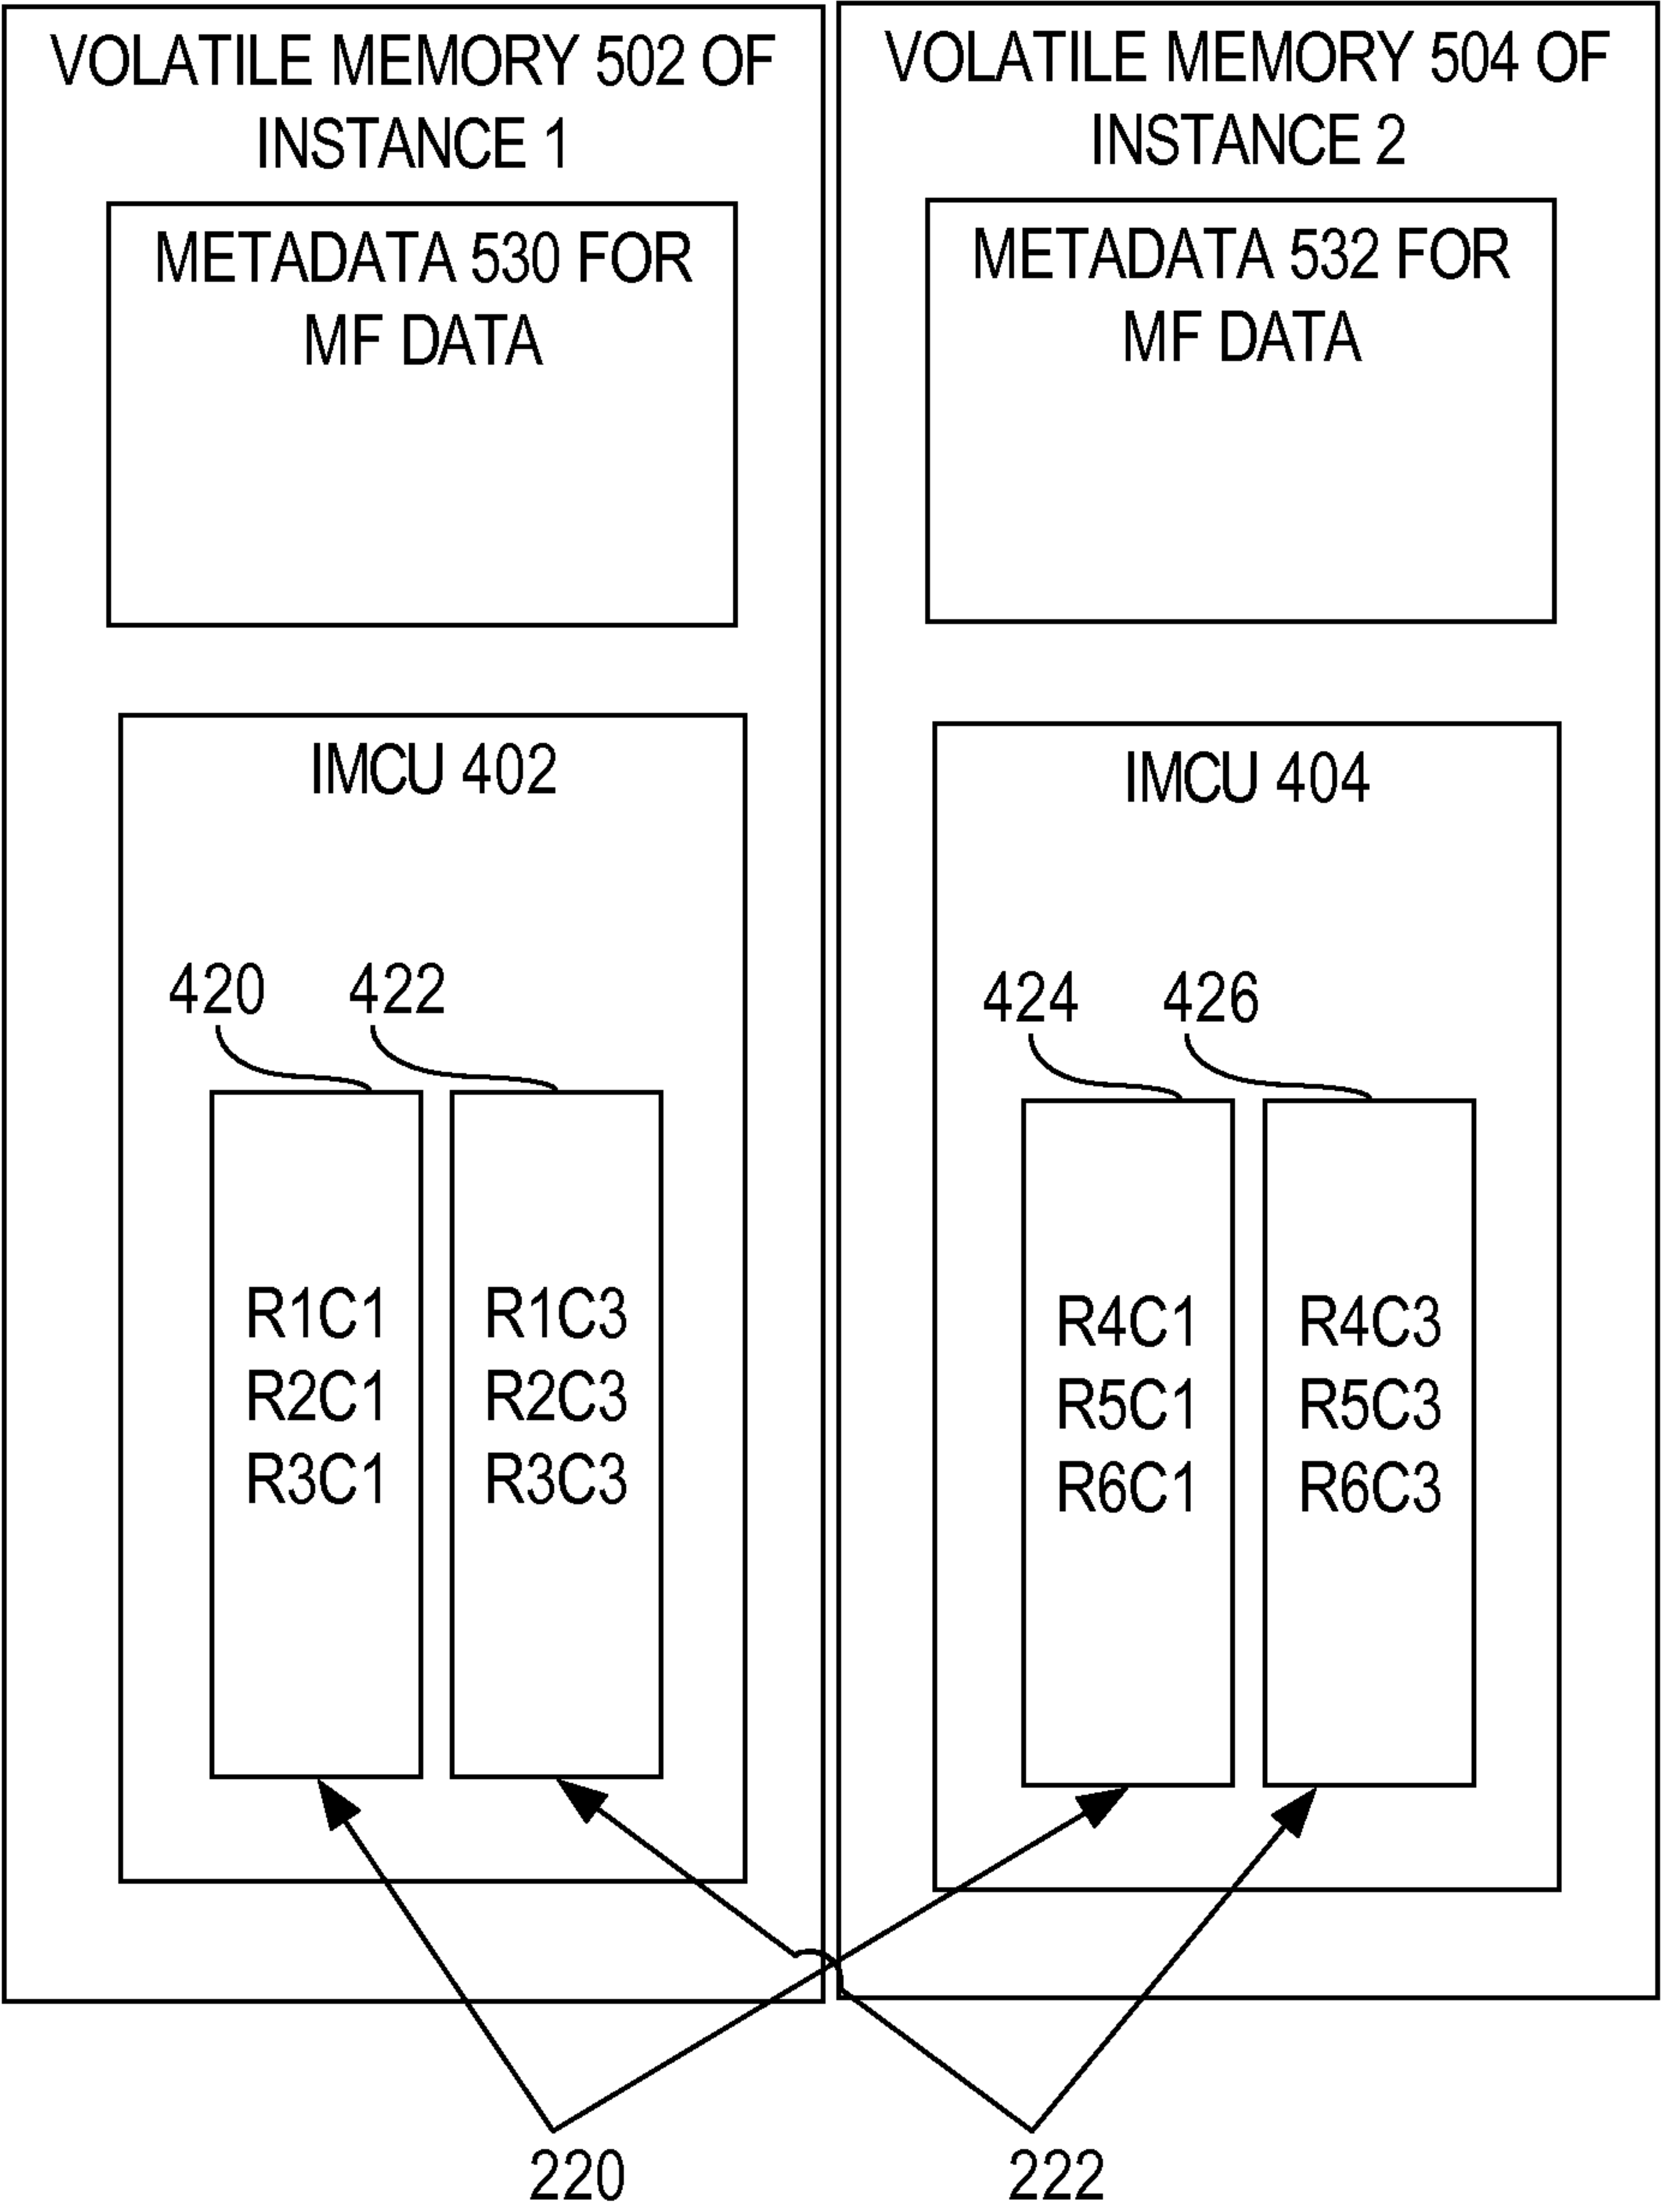 VOLATILE MEMORY 502 OF
INSTANCE 1
METADATA 530 FOR
MF DATA
IMCU 402
420
422
R1C1
R2C1
R3C1
R1C3
R2C3
R3C3
VOLATILE MEMORY 504 OF
INSTANCE 2
METADATA 532 FOR
MF DATA
IMCU 404
424
426
R4C1
R5C1
R6C1
R4C3
R5C3
R6C3
220
222